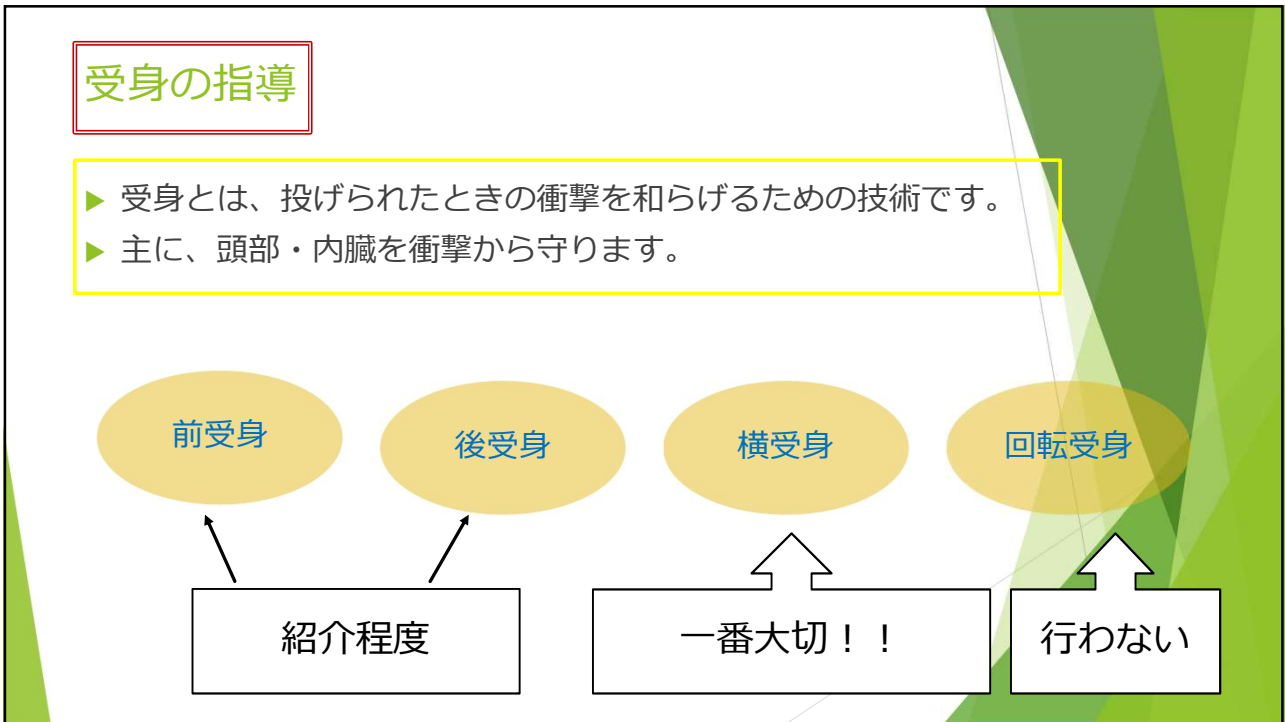 受身の指導
▶ 受身とは、投げられたときの衝撃を和らげるための技術です。
▶ 主に、頭部・内臓を衝撃から守ります。
前受身
後受身
横受身
回転受身
紹介程度
一番大切！！
行わない